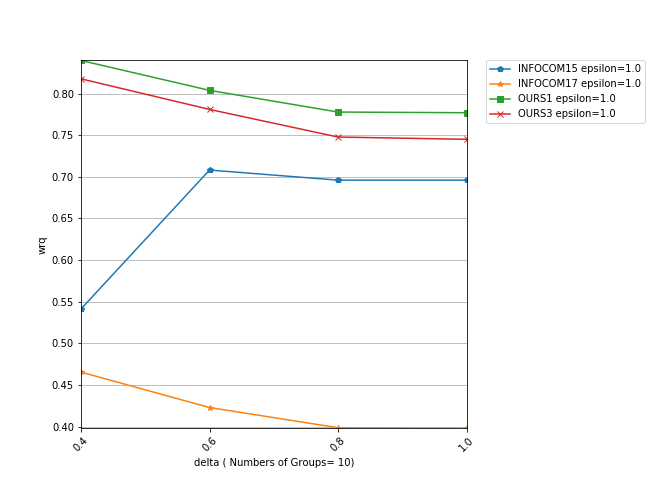 INFOCOM15 epsilon=1.0
INFOCOM17 epsilon=1.0
OURS1 epsilon=1.0
OURS3 epsilon=1.0
0.80
0.75
0.70
0.65
0.60
0.55
0.50
0.45
0.40
wrq
0.4
0.6
0.8
1.0
delta ( Numbers of Groups= 10)